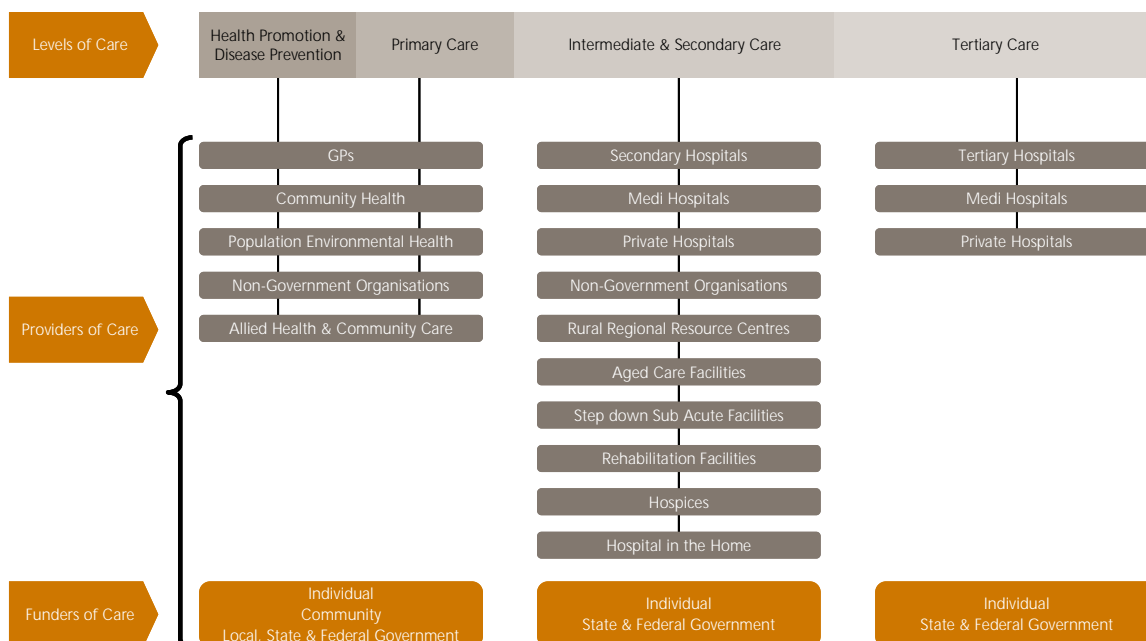 Levels of Care
Health Promotion &
Disease Prevention
Primary Care
Intermediate & Secondary Care
Tertiary Care
Providers of Care
GPs
Community Health
Population Environmental Health
Non-Government Organisations
Allied Health & Community Care
Secondary Hospitals
Medi Hospitals
Private Hospitals
Non-Government Organisations
Rural Regional Resource Centres
Aged Care Facilities
Step down Sub Acute Facilities
Rehabilitation Facilities
Hospices
Hospital in the Home
Tertiary Hospitals
Medi Hospitals
Private Hospitals
Funders of Care
Individual
Community
Local, State & Federal Government
Individual
State & Federal Government
Individual
State & Federal Government